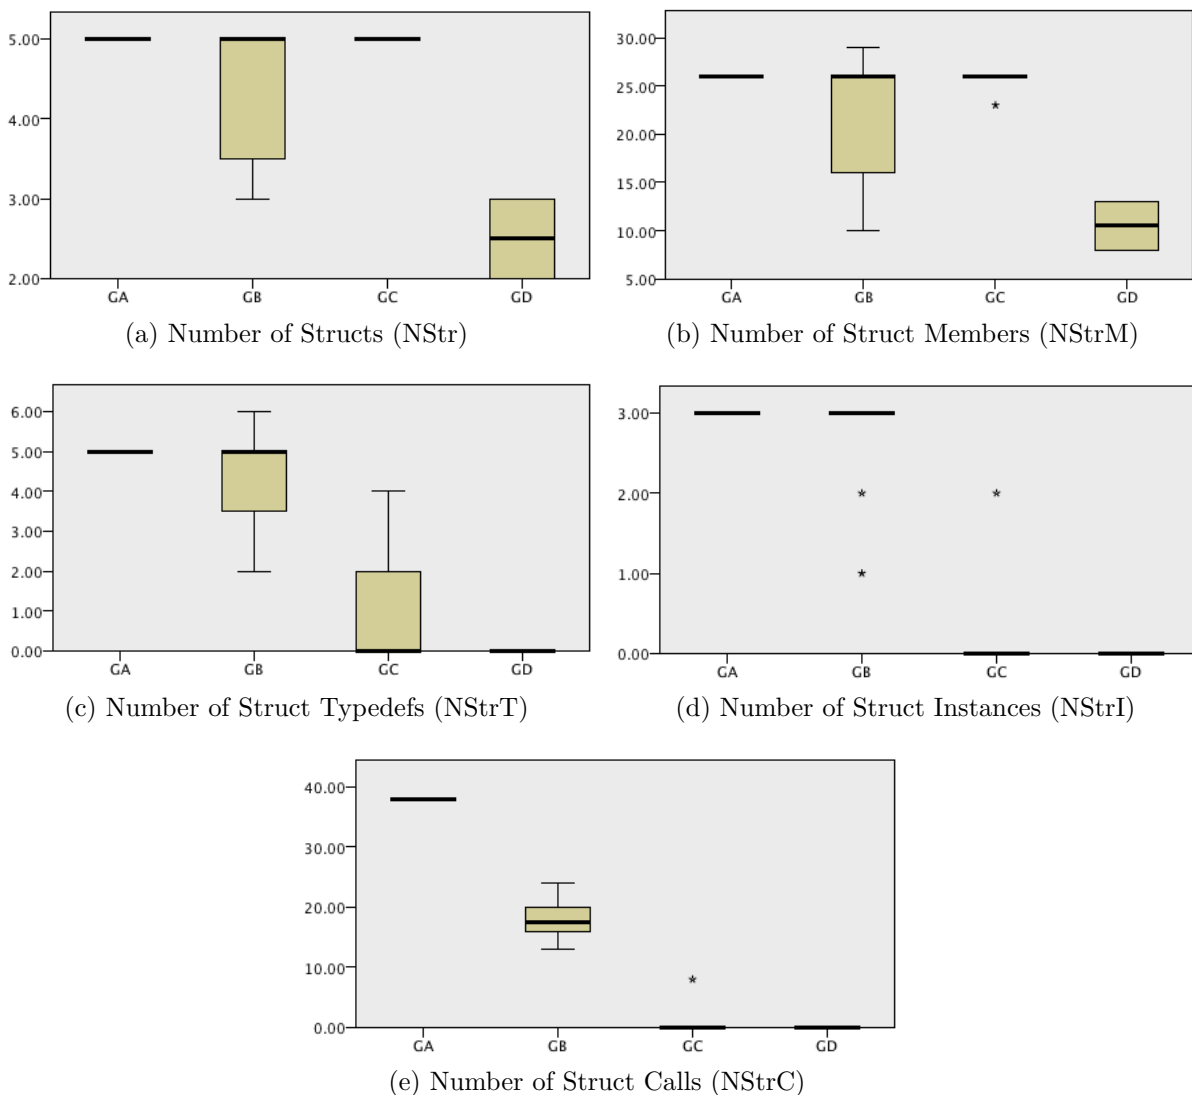 5.00
4.00
3.00
2.00
GA GB GC GD
(a) Number of Structs (NStr)
30.00
25.00
20.00
15.00
10.00
5.00
GA GB GC GD
(b) Number of Struct Members (NStrM)
6.00
5.00
4.00
3.00
2.00
1.00
0.00
GA GB GC GD
(c) Number of Struct Typedefs (NStrT)
3.00
2.00
1.00
0.00
GA GB GC GD
(d) Number of Struct Instances (NStrI)
40.00
30.00
20.00
10.00
0.00
GA GB GC GD
(e) Number of Struct Calls (NStrC)